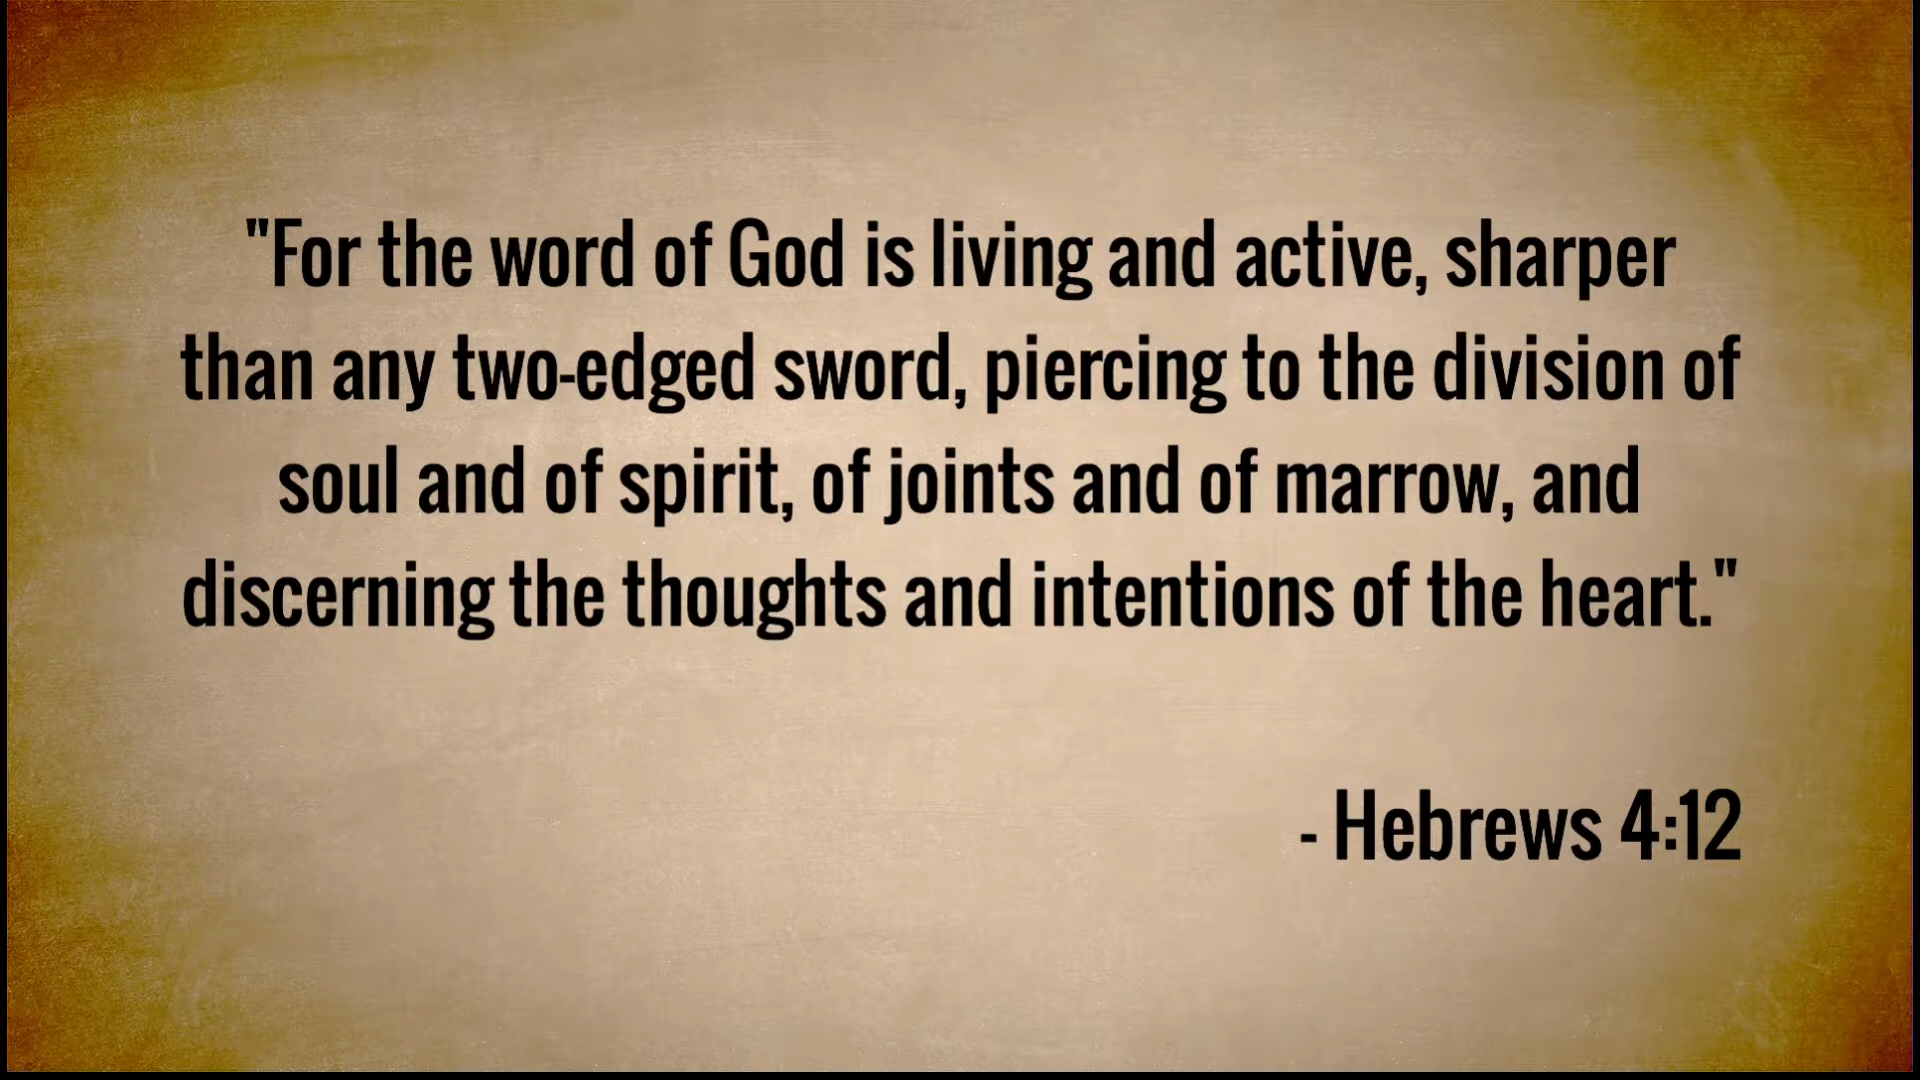 "For the word of God is living and active, sharper
than any two-edged sword, piercing to the division of
soul and of spirit, of joints and of marrow, and
discerning the thoughts and intentions of the heart."
- Hebrews 4:12